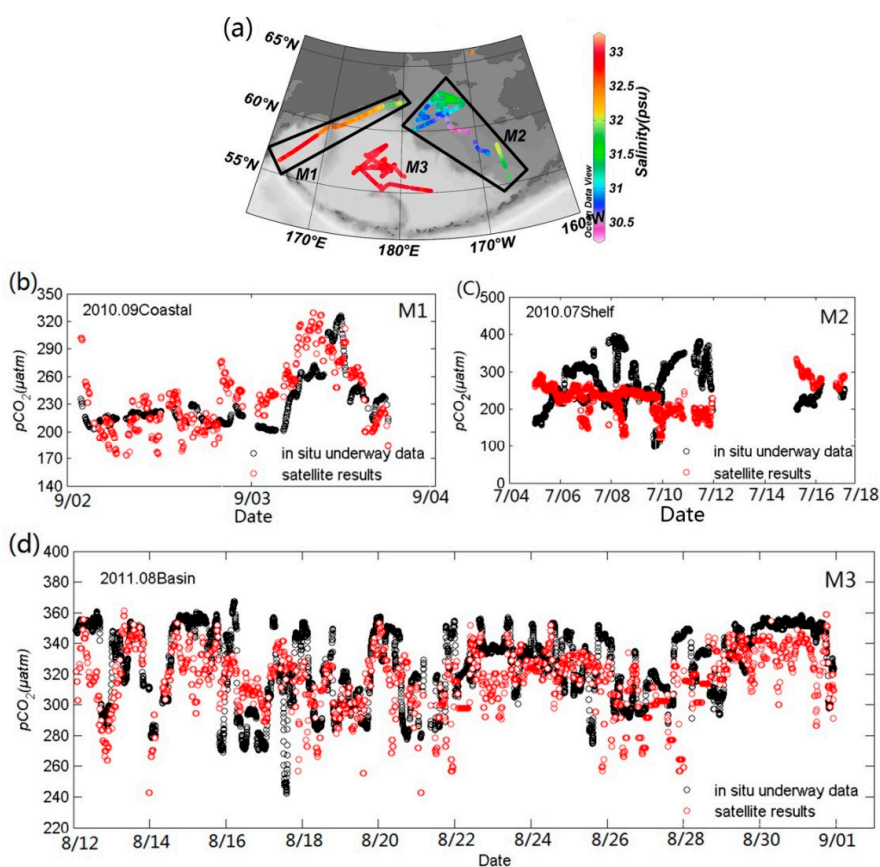 (a)
65°N
60°N
55°N
M1
M2
M3
170°E
180°E
170°W
160°W
33
32.5
32
31.5
31
30.5
Salinity(psu)
Ocean Data View
(b)
2010.09Coastal
M1
350
320
290
260
230
200
170
140
pCO2(μatm)
in situ underway data
satellite results
9/02
9/03
9/04
Date
(C)
2010.07Shelf
M2
500
400
300
200
100
0
pCO2(μatm)
in situ underway data
satellite results
7/04
7/06
7/08
7/10
7/12
7/14
7/16
7/18
Date
(d)
2011.08Basin
M3
400
380
360
340
320
300
280
260
240
220
pCO2(μatm)
in situ underway data
satellite results
8/12
8/14
8/16
8/18
8/20
8/22
8/24
8/26
8/28
8/30
9/01
Date